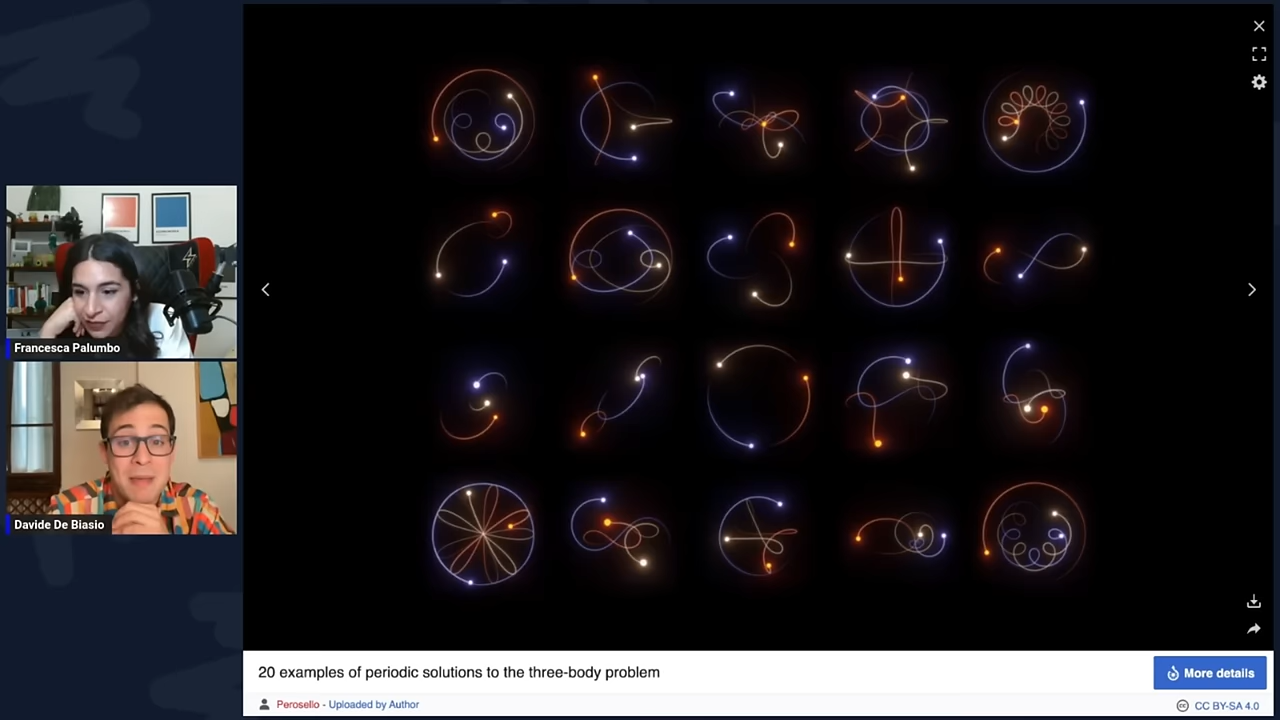 Francesca Palumbo
Davide De Biasio
20 examples of periodic solutions to the three-body problem
More details
Perosello - Uploaded by Author
CC BY-SA 4.0